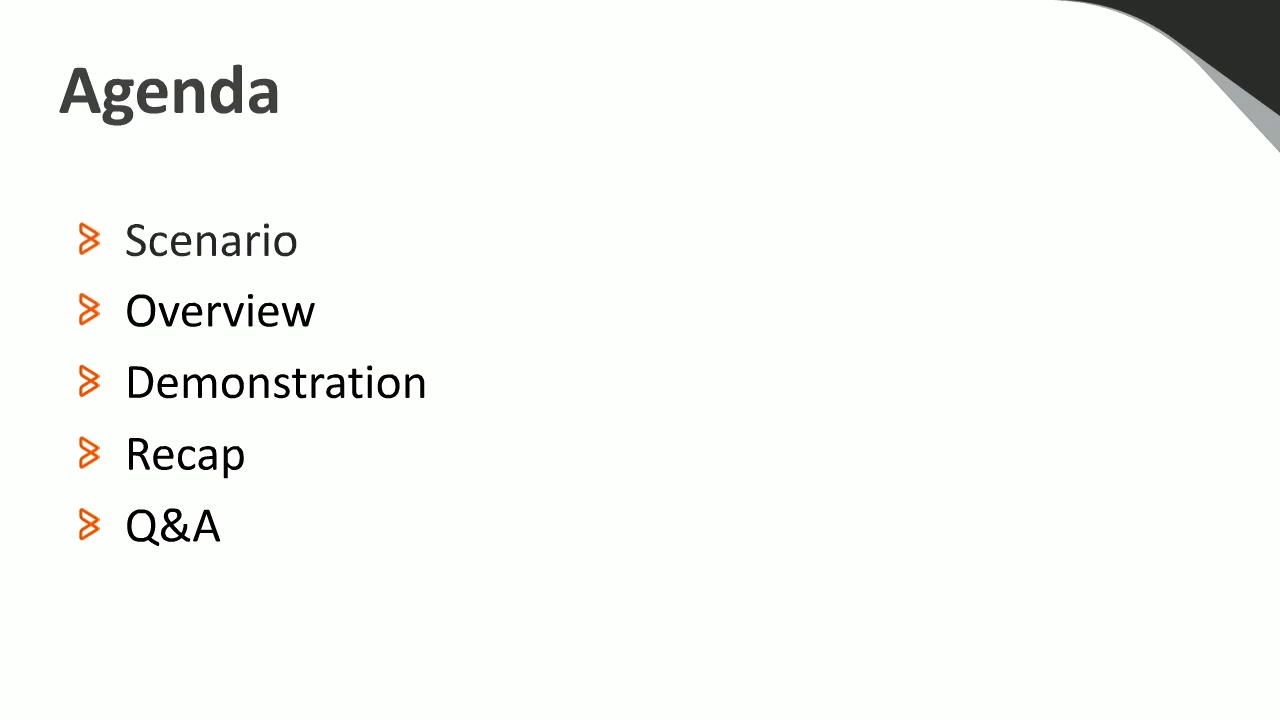 Agenda
Scenario
Overview
Demonstration
Recap
Q&A